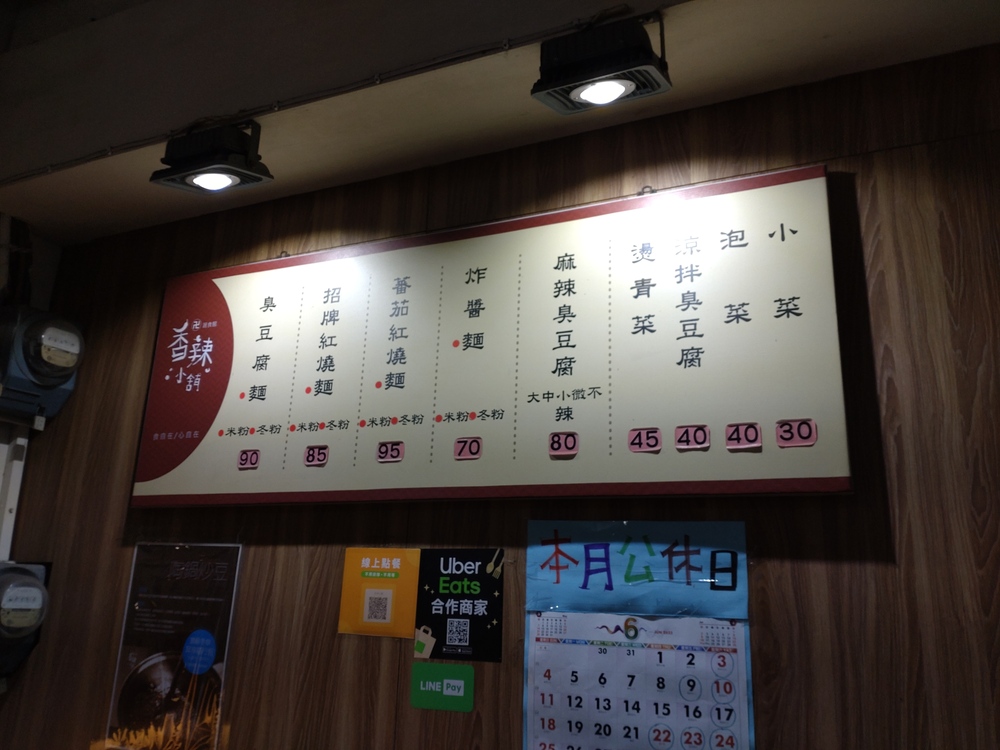 香辣
小舖
臭豆腐麵
米粉 冬粉
90
招牌紅燒麵
米粉 冬粉
85
蕃茄紅燒麵
米粉 冬粉
95
炸醬麵
米粉 冬粉
70
麻辣臭豆腐
大中小微不
辣
80
燙青菜
45
涼拌臭豆腐
40
泡菜
40
小菜
30
線上點餐
Uber
Eats
合作商家
LINE Pay
本月公休日
6
30 31 1 2 3
4 5 6 7 8 9 10
11 12 13 14 15 16 17
18 19 20 21 22 23 24
25